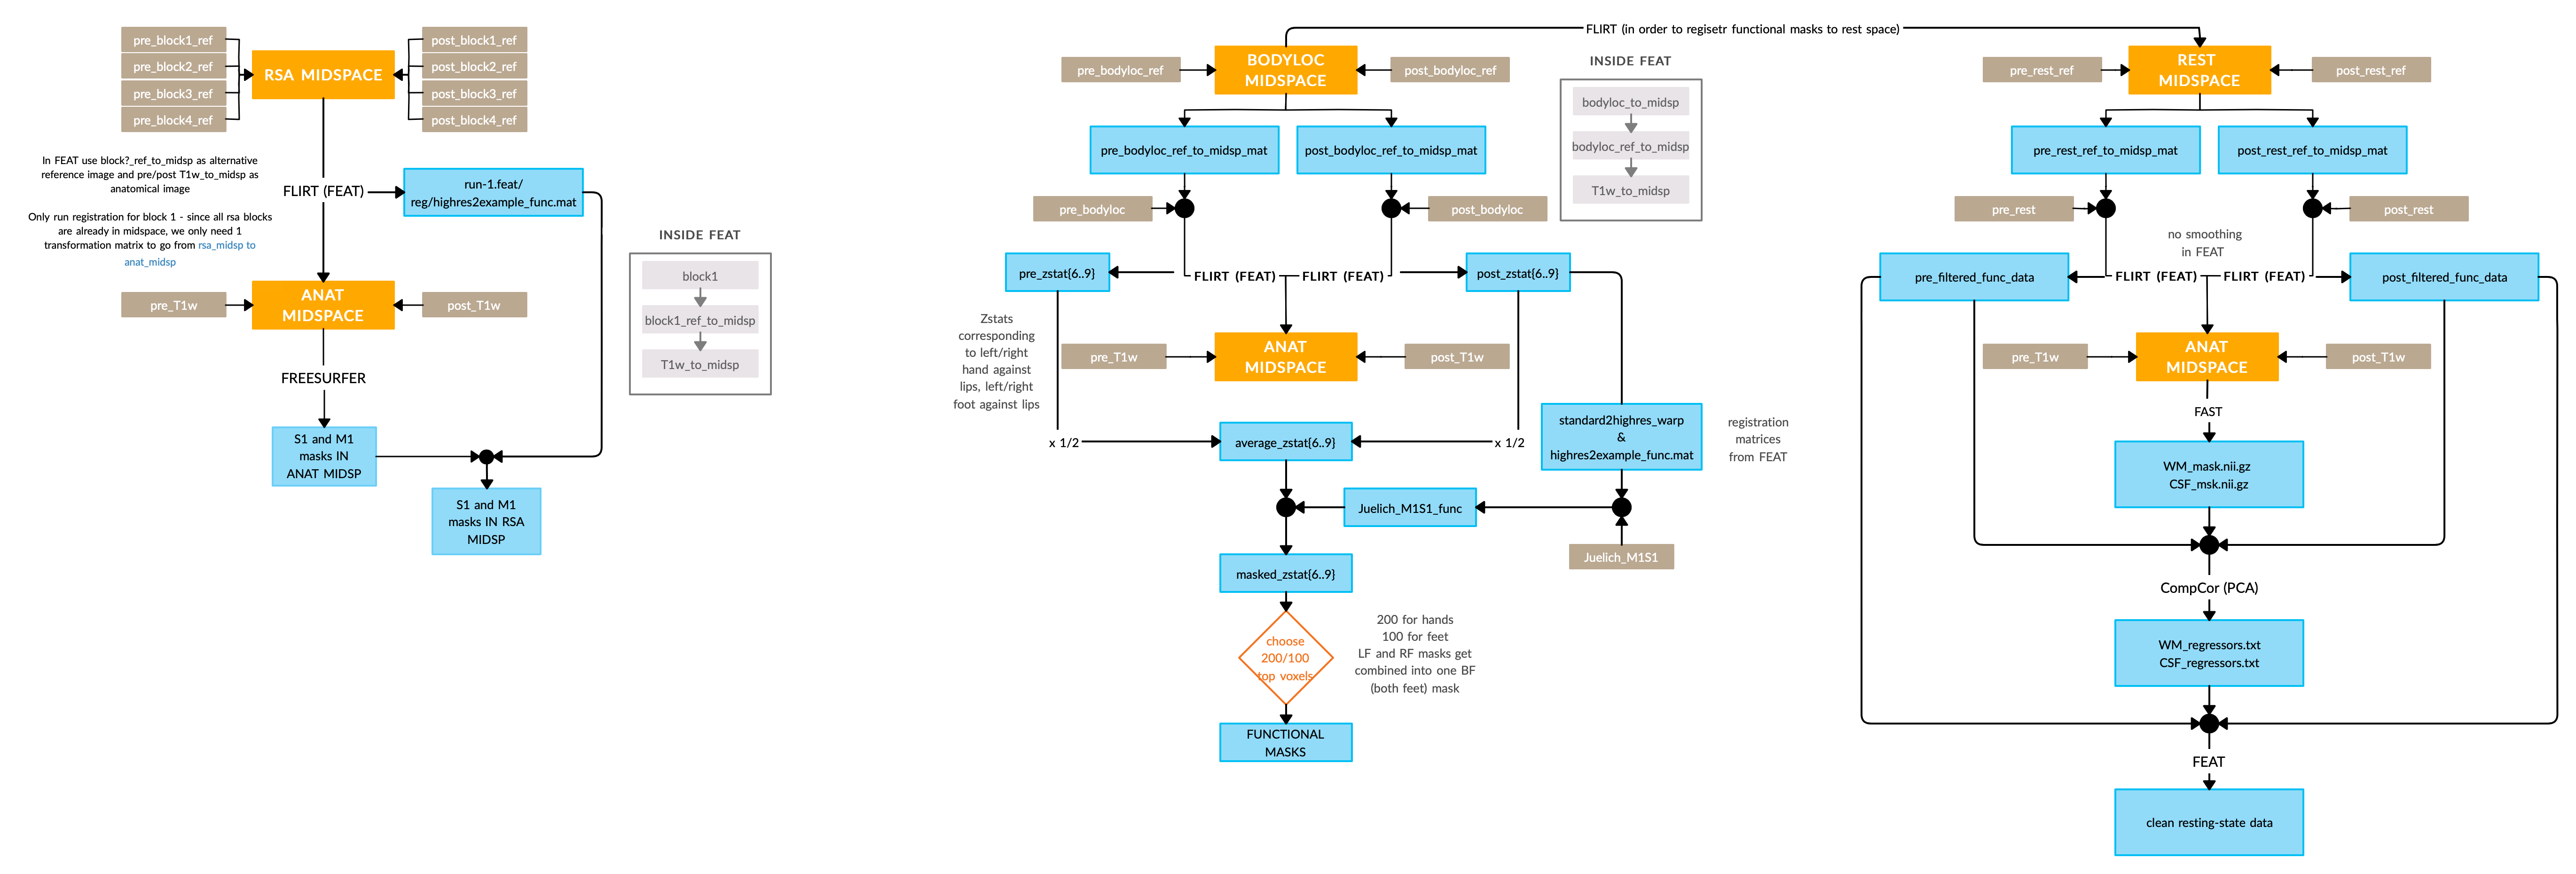 pre_block1_ref
pre_block2_ref
pre_block3_ref
pre_block4_ref
RSA MIDSPACE
post_block1_ref
post_block2_ref
post_block3_ref
post_block4_ref
In FEAT use block?_ref_to_midsp as alternative
reference image and pre/post T1w_to_midsp as
anatomical image
Only run registration for block 1 - since all rsa blocks
are already in midspace, we only need 1
transformation matrix to go from rsa_midsp to
anat_midsp
FLIRT (FEAT)
run-1.feat/
reg/highres2example_func.mat
pre_T1w
ANAT
MIDSPACE
post_T1w
FREESURFER
S1 and M1
masks IN
ANAT MIDSP
S1 and M1
masks IN RSA
MIDSP
INSIDE FEAT
block1
block1_ref_to_midsp
T1w_to_midsp
FLIRT (in order to regisetr functional masks to rest space)
pre_bodyloc_ref
BODYLOC
MIDSPACE
post_bodyloc_ref
pre_bodyloc_ref_to_midsp_mat
post_bodyloc_ref_to_midsp_mat
pre_bodyloc
post_bodyloc
INSIDE FEAT
bodyloc_to_midsp
bodyloc_ref_to_midsp
T1w_to_midsp
pre_zstat{6..9}
FLIRT (FEAT)
FLIRT (FEAT)
post_zstat{6..9}
Zstats
corresponding
to left/right
hand against
lips, left/right
foot against lips
pre_T1w
ANAT
MIDSPACE
post_T1w
x 1/2
average_zstat{6..9}
x 1/2
standard2highres_warp
&
highres2example_func.mat
registration
matrices
from FEAT
Juelich_M1S1_func
Juelich_M1S1
masked_zstat{6..9}
choose
200/100
top voxels
200 for hands
100 for feet
LF and RF masks get
combined into one BF
(both feet) mask
FUNCTIONAL
MASKS
pre_rest_ref
REST
MIDSPACE
post_rest_ref
pre_rest_ref_to_midsp_mat
post_rest_ref_to_midsp_mat
pre_rest
post_rest
no smoothing
in FEAT
pre_filtered_func_data
FLIRT (FEAT)
FLIRT (FEAT)
post_filtered_func_data
pre_T1w
ANAT
MIDSPACE
post_T1w
FAST
WM_mask.nii.gz
CSF_msk.nii.gz
CompCor (PCA)
WM_regressors.txt
CSF_regressors.txt
FEAT
clean resting-state data